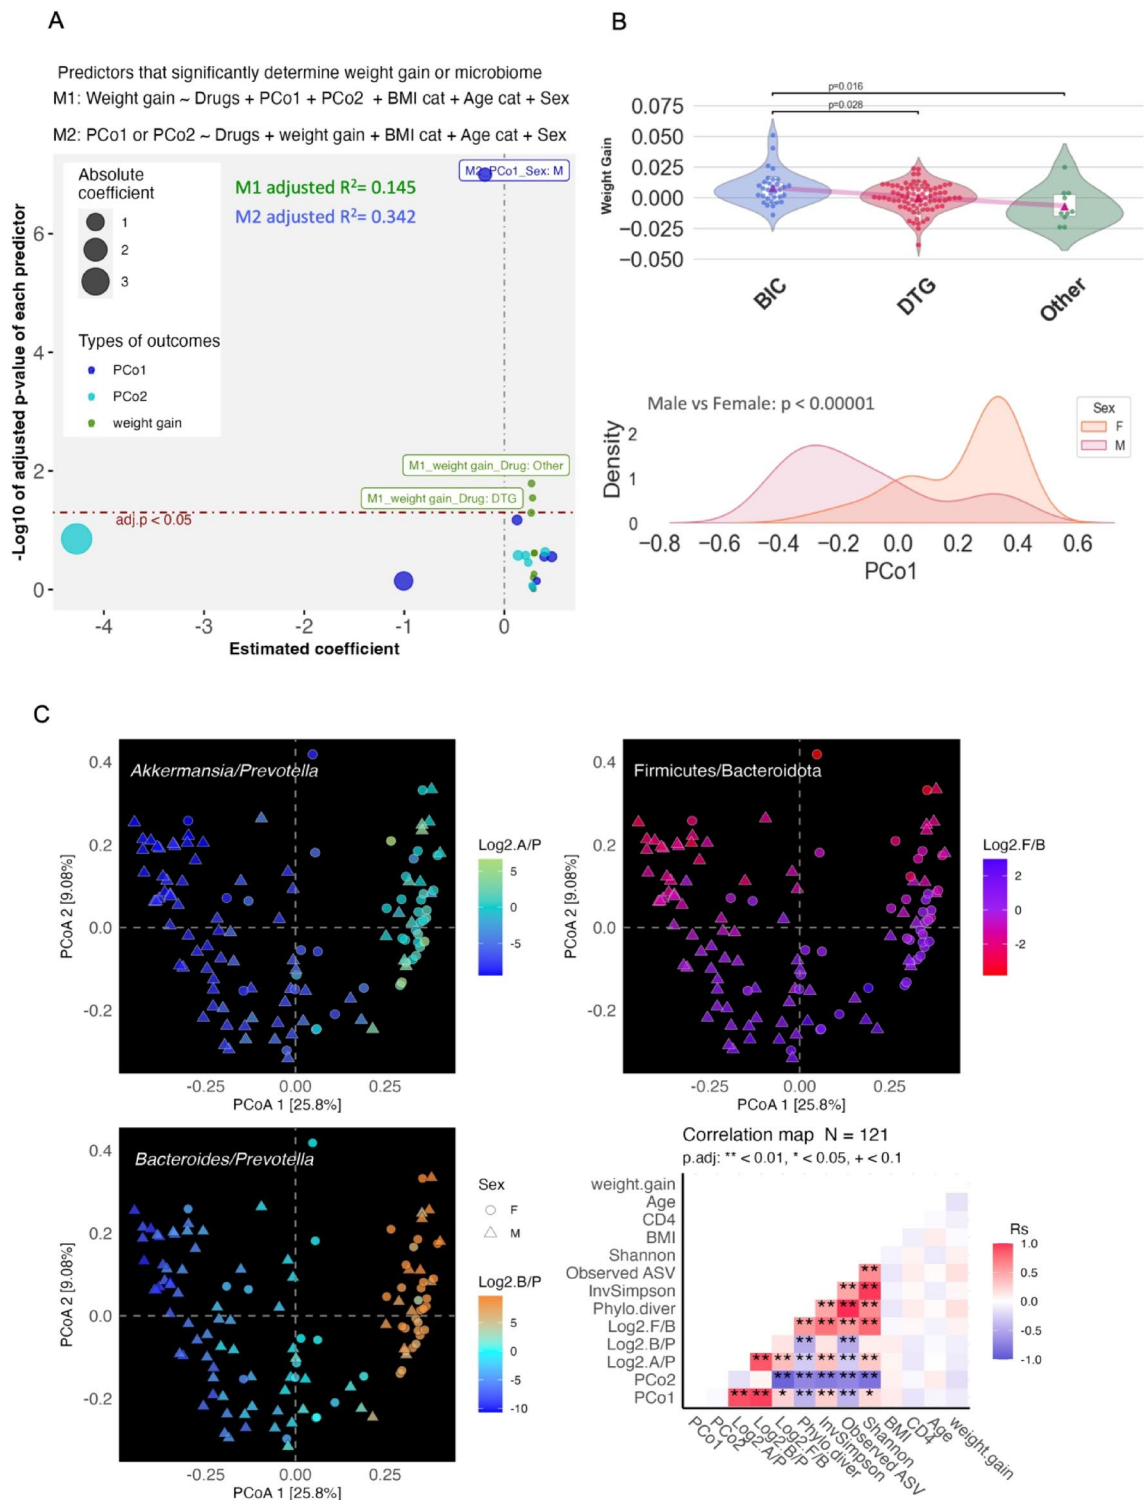 A
Predictors that significantly determine weight gain or microbiome
M1: Weight gain ~ Drugs + PCo1 + PCo2 + BMI cat + Age cat + Sex
M2: PCo1 or PCo2 ~ Drugs + weight gain + BMI cat + Age cat + Sex
Absolute
coefficient
1
2
3
Types of outcomes
PCo1
PCo2
weight gain
M1 adjusted R²= 0.145
M2 adjusted R²= 0.342
M2_PCo1_Sex: M
M1_weight gain_Drug: Other
M1_weight gain_Drug: DTG
adj.p < 0.05
-Log10 of adjusted p-value of each predictor
6
4
2
0
-4
-3
-2
-1
0
Estimated coefficient
B
p=0.016
p=0.028
Weight Gain
0.075
0.050
0.025
0.000
−0.025
−0.050
BIC
DTG
Other
Male vs Female: p < 0.00001
Sex
F
M
Density
2
1
0
−0.8
−0.6
−0.4
−0.2
0.0
0.2
0.4
0.6
PCo1
C
Akkermansia/Prevotella
PCoA 2 [9.08%]
0.4
0.2
0.0
-0.2
-0.25
0.00
0.25
PCoA 1 [25.8%]
Log2.A/P
5
0
-5
Firmicutes/Bacteroidota
PCoA 2 [9.08%]
0.4
0.2
0.0
-0.2
-0.25
0.00
0.25
PCoA 1 [25.8%]
Log2.F/B
2
0
-2
Bacteroides/Prevotella
PCoA 2 [9.08%]
0.4
0.2
0.0
-0.2
-0.25
0.00
0.25
PCoA 1 [25.8%]
Sex
F
M
Log2.B/P
5
0
-5
-10
Correlation map N = 121
p.adj: ** < 0.01, * < 0.05, + < 0.1
weight.gain
Age
CD4
BMI
Shannon
Observed ASV **
InvSimpson ** **
Phylo.diver ** ** **
Log2.F/B ** ** ** **
Log2.B/P ** **
Log2.A/P ** ** ** ** ** **
PCo2 ** ** ** ** **
PCo1 ** ** * ** ** ** *
PCo1
PCo2
Log2.A/P
Log2.B/P
Log2.F/B
Phylo.diver
InvSimpson
Observed ASV
Shannon
BMI
CD4
Age
weight.gain
Rs
1.0
0.5
0.0
-0.5
-1.0